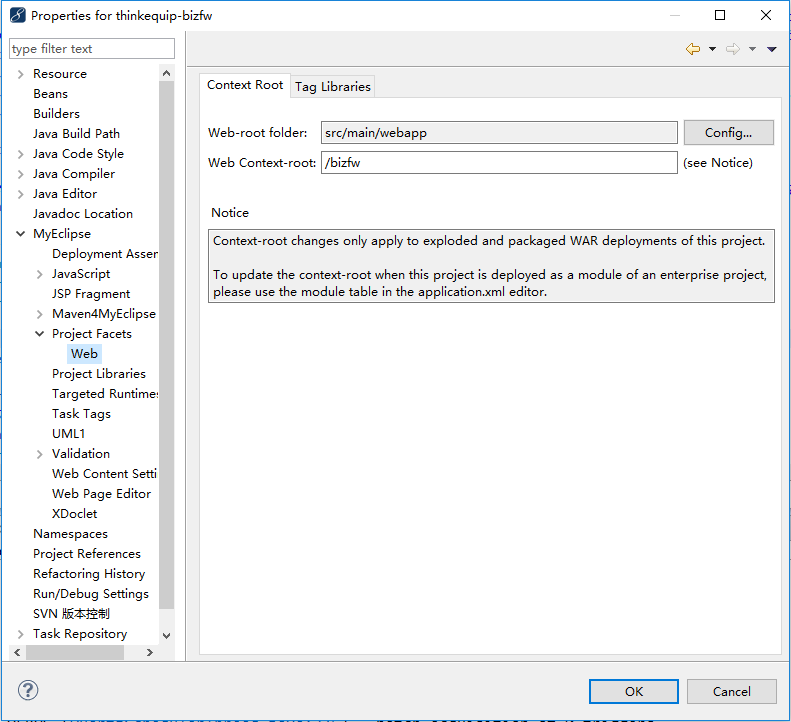 Properties for thinkequip-bizfw
type filter text
Resource
Beans
Builders
Java Build Path
Java Code Style
Java Compiler
Java Editor
Javadoc Location
MyEclipse
Deployment Assem
JavaScript
JSP Fragment
Maven4MyEclipse
Project Facets
Web
Project Libraries
Targeted Runtimes
Task Tags
UML1
Validation
Web Content Setti
Web Page Editor
XDoclet
Namespaces
Project References
Refactoring History
Run/Debug Settings
SVN 版本控制
Task Repository
Context Root
Tag Libraries
Web-root folder:
src/main/webapp
Config...
Web Context-root:
/bizfw
(see Notice)
Notice
Context-root changes only apply to exploded and packaged WAR deployments of this project.
To update the context-root when this project is deployed as a module of an enterprise project,
please use the module table in the application.xml editor.
OK
Cancel